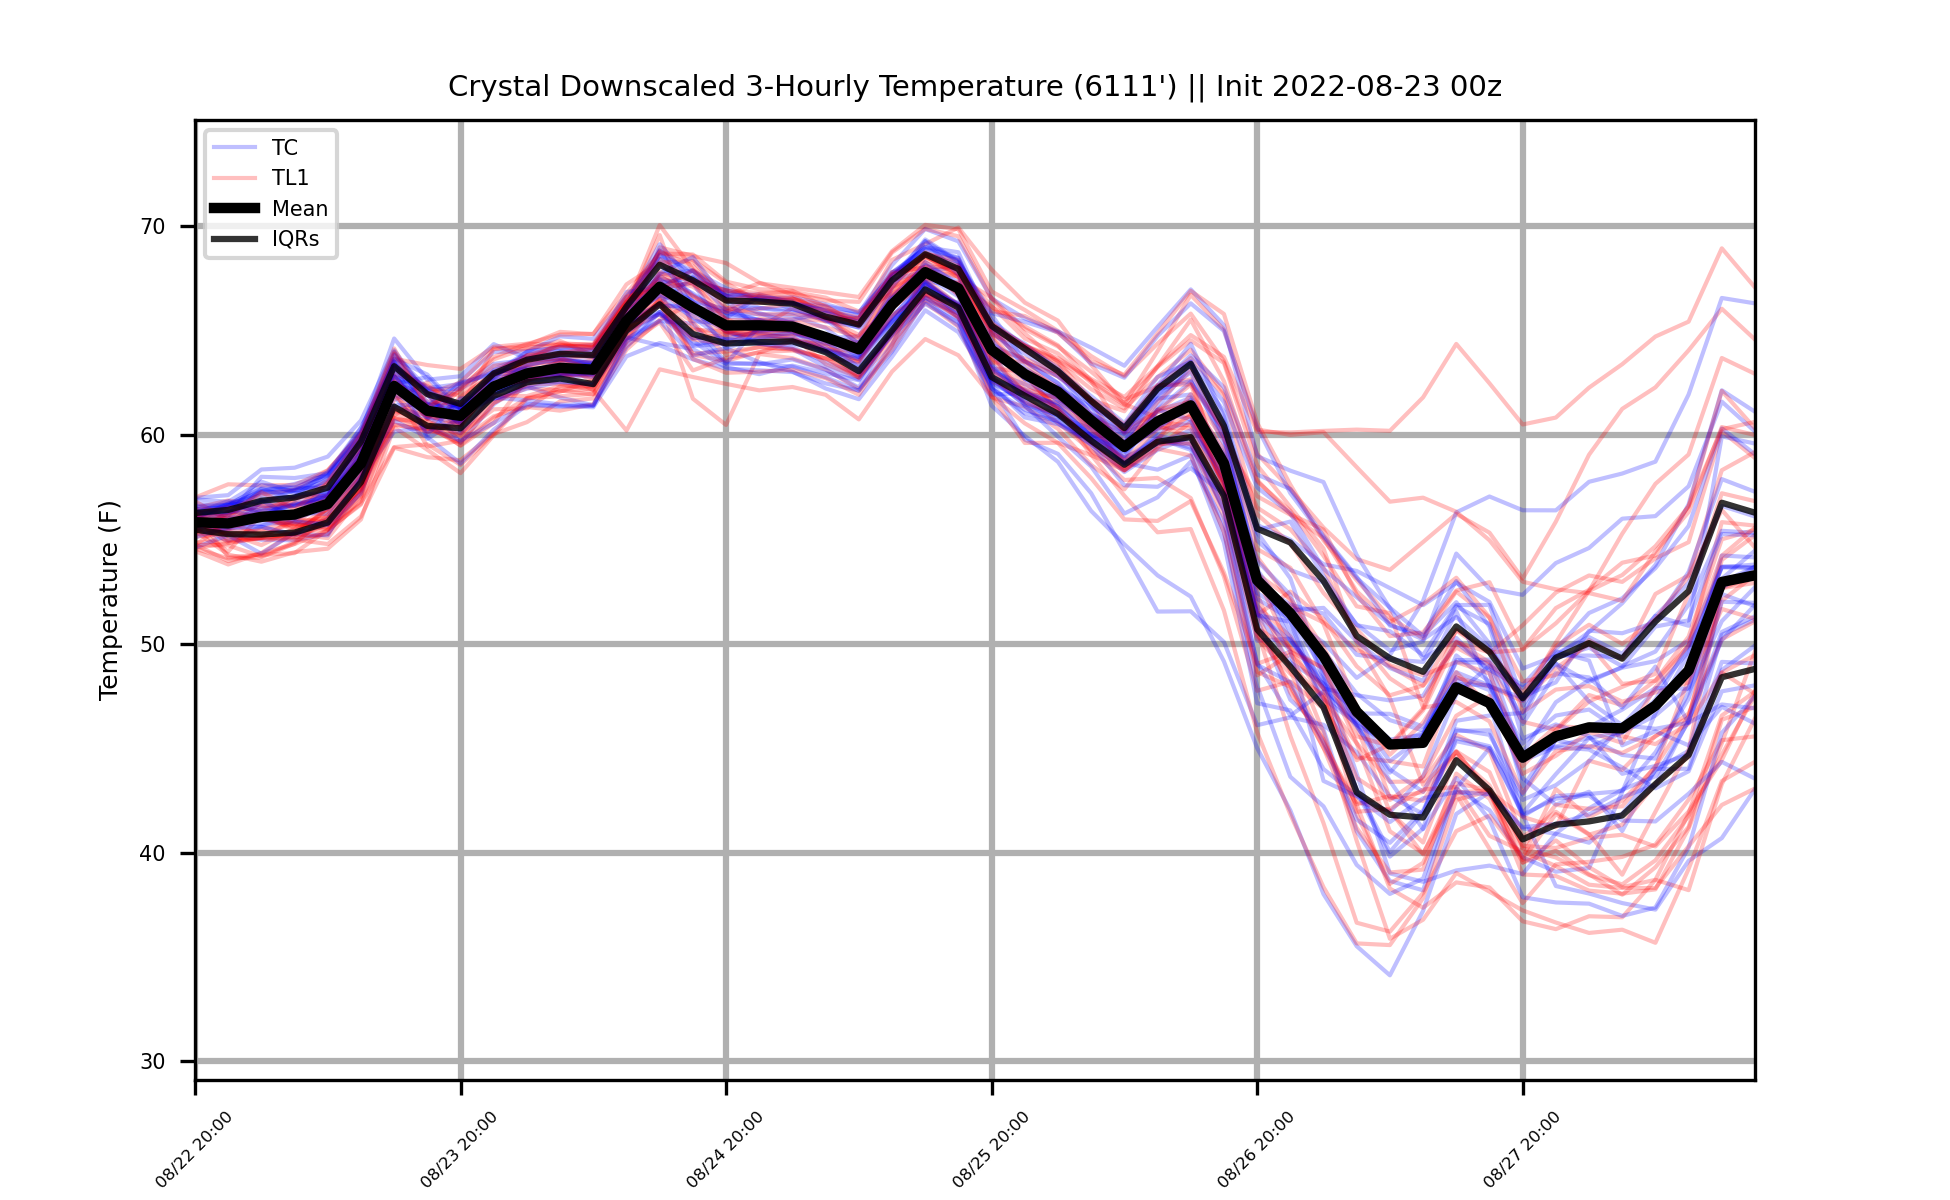 Crystal Downscaled 3-Hourly Temperature (6111') || Init 2022-08-23 00z
TC
TL1
Mean
IQRs
Temperature (F)
70
60
50
40
30
08/22 20:00
08/23 20:00
08/24 20:00
08/25 20:00
08/26 20:00
08/27 20:00